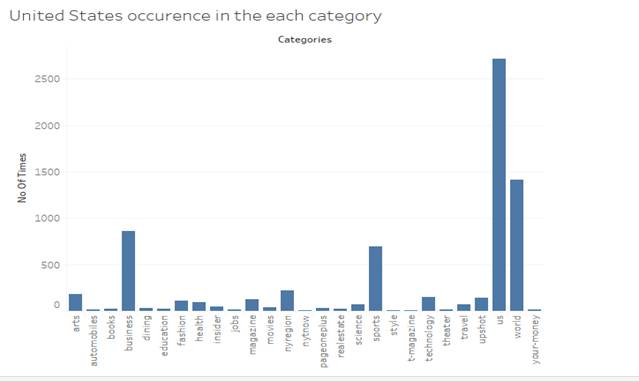 United States occurence in the each category
Categories
No Of Times
2500
2000
1500
1000
500
0
arts
automobiles
books
business
dining
education
fashion
health
insider
jobs
magazine
movies
nyregion
nytnow
pageoneplus
realestate
science
sports
style
t-magazine
technology
theater
travel
upshot
us
world
your-money